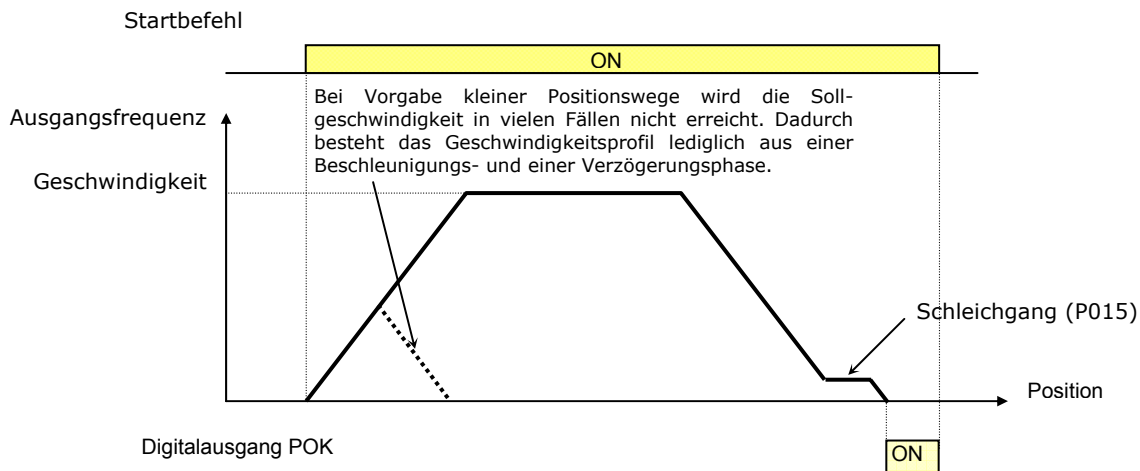 Startbefehl
ON
Bei Vorgabe kleiner Positionswege wird die Soll-
geschwindigkeit in vielen Fällen nicht erreicht. Dadurch
besteht das Geschwindigkeitsprofil lediglich aus einer
Beschleunigungs- und einer Verzögerungsphase.
Ausgangsfrequenz
Geschwindigkeit
Schleichgang (P015)
Position
Digitalausgang POK
ON